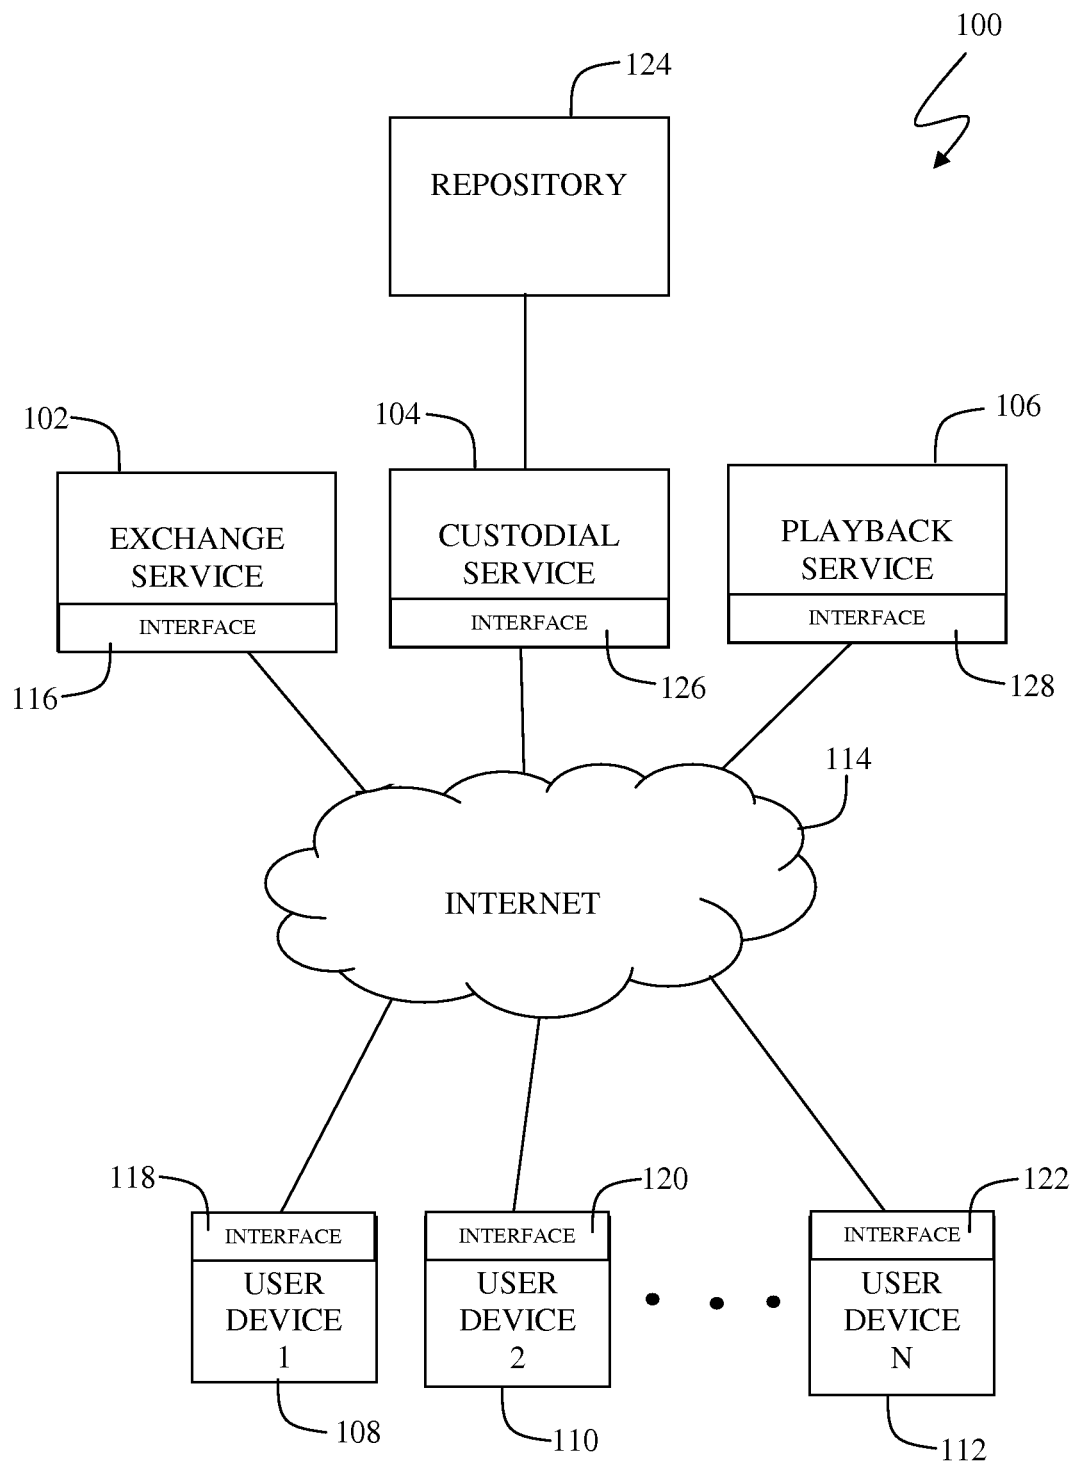 100
124
REPOSITORY
102
104
106
EXCHANGE
SERVICE
INTERFACE
CUSTODIAL
SERVICE
INTERFACE
PLAYBACK
SERVICE
INTERFACE
116
126
128
114
INTERNET
118
120
122
INTERFACE
USER
DEVICE
1
INTERFACE
USER
DEVICE
2
INTERFACE
USER
DEVICE
N
108
110
112